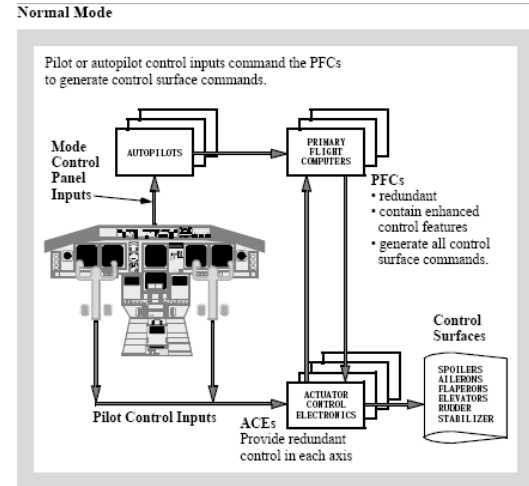 Normal Mode
Pilot or autopilot control inputs command the PFCs
to generate control surface commands.
Mode
Control
Panel
Inputs
AUTOPILOTS
PRIMARY
FLIGHT
COMPUTERS
PFCs
• redundant
• contain enhanced
control features
• generate all control
surface commands.
Control
Surfaces
SPOILERS
AILERONS
FLAPERONS
ELEVATORS
RUDDER
STABILIZER
ACTUATOR
CONTROL
ELECTRONICS
Pilot Control Inputs
ACEs
Provide redundant
control in each axis